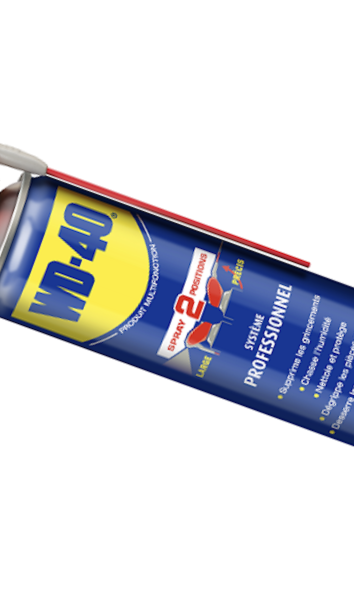 WD-40®
PRODUIT MULTIFONCTION
SPRAY 2 POSITIONS
PRÉCIS
LARGE
SYSTÈME
PROFESSIONNEL
• Supprime les grincements
• Chasse l'humidité
• Nettoie et protège
• Dégrippe les pièces
• Desserre